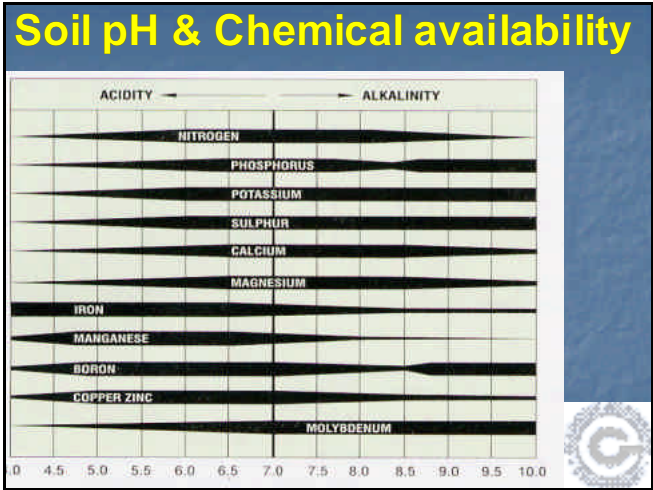 Soil pH & Chemical availability
ACIDITY ALKALINITY
NITROGEN
PHOSPHORUS
POTASSIUM
SULPHUR
CALCIUM
MAGNESIUM
IRON
MANGANESE
BORON
COPPER ZINC
MOLYBDENUM
.0 4.5 5.0 5.5 6.0 6.5 7.0 7.5 8.0 8.5 9.0 9.5 10.0